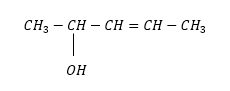 CH₃ − CH − CH = CH − CH₃
OH